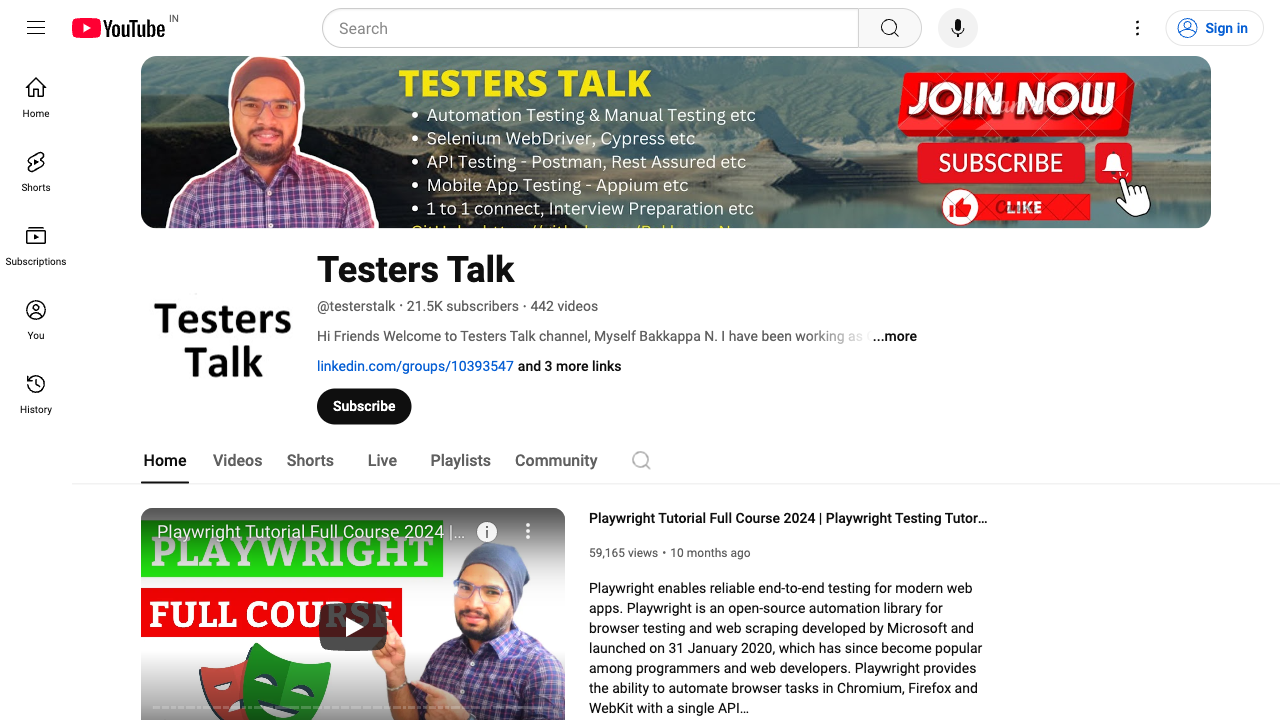 YouTube IN
Search
Sign in
Home
Shorts
Subscriptions
You
History
TESTERS TALK
• Automation Testing & Manual Testing etc
• Selenium WebDriver, Cypress etc
• API Testing - Postman, Rest Assured etc
• Mobile App Testing - Appium etc
• 1 to 1 connect, Interview Preparation etc
JOIN NOW
SUBSCRIBE
LIKE
Testers
Talk
Testers Talk
@testerstalk • 21.5K subscribers • 442 videos
Hi Friends Welcome to Testers Talk channel, Myself Bakkappa N. I have been working as ...more
linkedin.com/groups/10393547 and 3 more links
Subscribe
Home Videos Shorts Live Playlists Community
Playwright Tutorial Full Course 2024 |...
PLAYWRIGHT
FULL COURSE
Playwright Tutorial Full Course 2024 | Playwright Testing Tutor...
59,165 views • 10 months ago
Playwright enables reliable end-to-end testing for modern web
apps. Playwright is an open-source automation library for
browser testing and web scraping developed by Microsoft and
launched on 31 January 2020, which has since become popular
among programmers and web developers. Playwright provides
the ability to automate browser tasks in Chromium, Firefox and
WebKit with a single API...